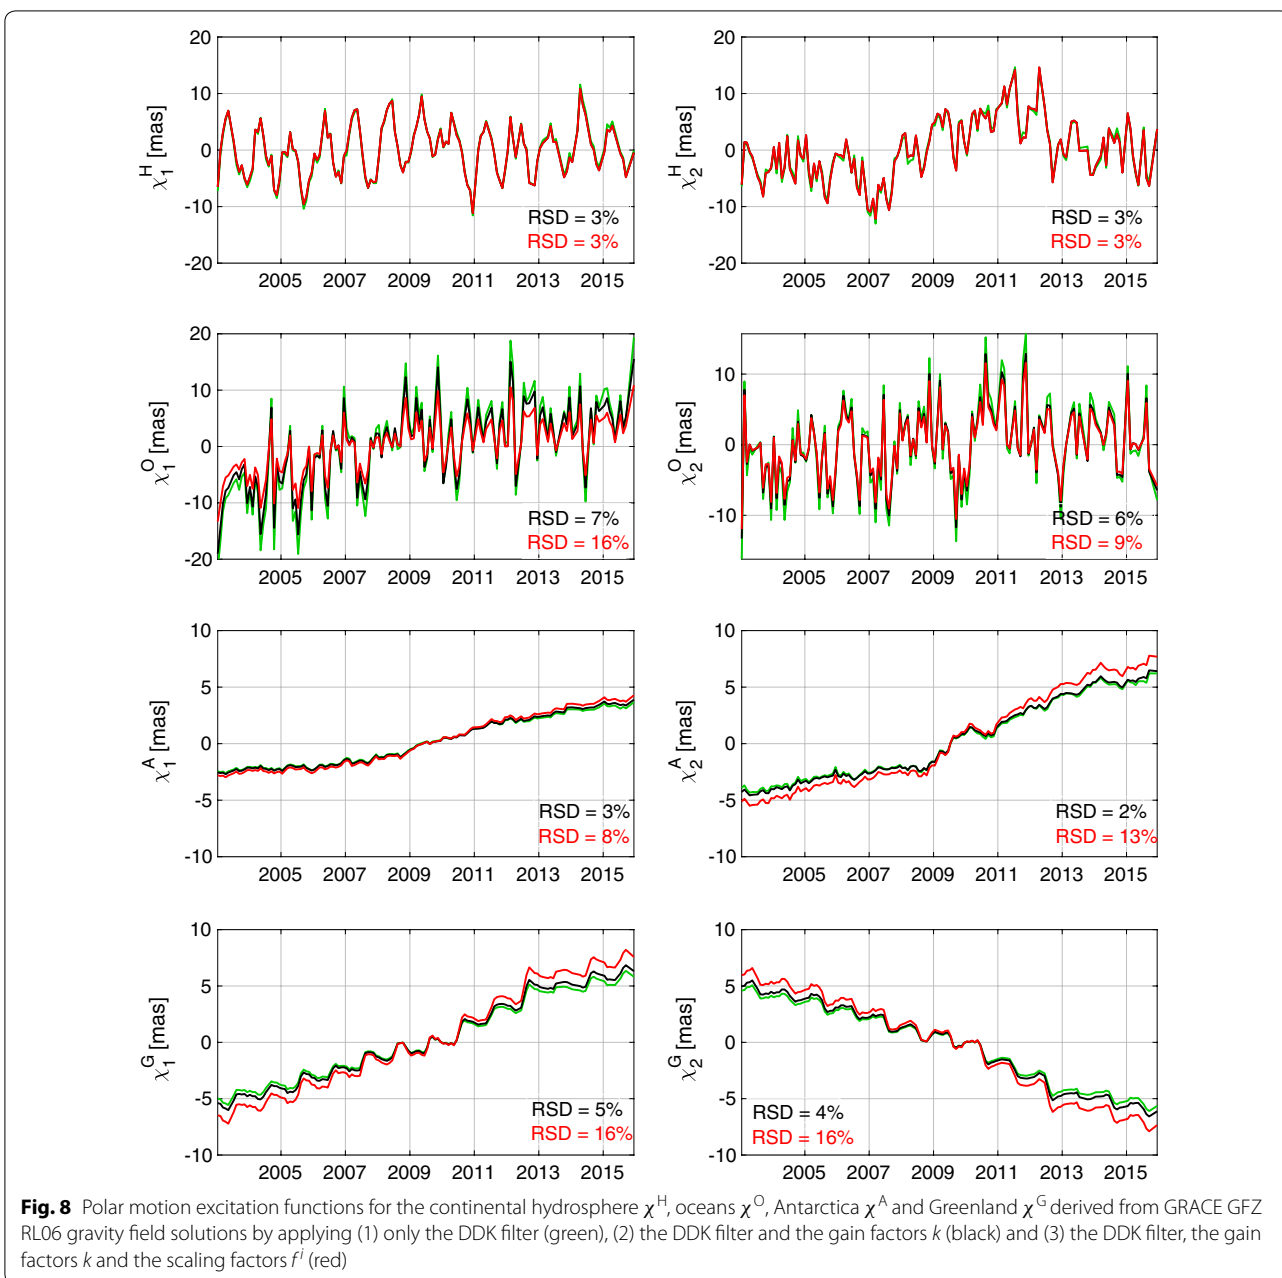 20
10
0
-10
-20
χ₁ᴴ [mas]
RSD = 3%
RSD = 3%
2005 2007 2009 2011 2013 2015
20
10
0
-10
-20
χ₂ᴴ [mas]
RSD = 3%
RSD = 3%
2005 2007 2009 2011 2013 2015
20
10
0
-10
-20
χ₁ᴼ [mas]
RSD = 7%
RSD = 16%
2005 2007 2009 2011 2013 2015
10
0
-10
χ₂ᴼ [mas]
RSD = 6%
RSD = 9%
2005 2007 2009 2011 2013 2015
10
5
0
-5
-10
χ₁ᴬ [mas]
RSD = 3%
RSD = 8%
2005 2007 2009 2011 2013 2015
10
5
0
-5
-10
χ₂ᴬ [mas]
RSD = 2%
RSD = 13%
2005 2007 2009 2011 2013 2015
10
5
0
-5
-10
χ₁ᴳ [mas]
RSD = 5%
RSD = 16%
2005 2007 2009 2011 2013 2015
10
5
0
-5
-10
χ₂ᴳ [mas]
RSD = 4%
RSD = 16%
2005 2007 2009 2011 2013 2015
Fig. 8 Polar motion excitation functions for the continental hydrosphere χᴴ, oceans χᴼ, Antarctica χᴬ and Greenland χᴳ derived from GRACE GFZ
RL06 gravity field solutions by applying (1) only the DDK filter (green), (2) the DDK filter and the gain factors k (black) and (3) the DDK filter, the gain
factors k and the scaling factors fⁱ (red)